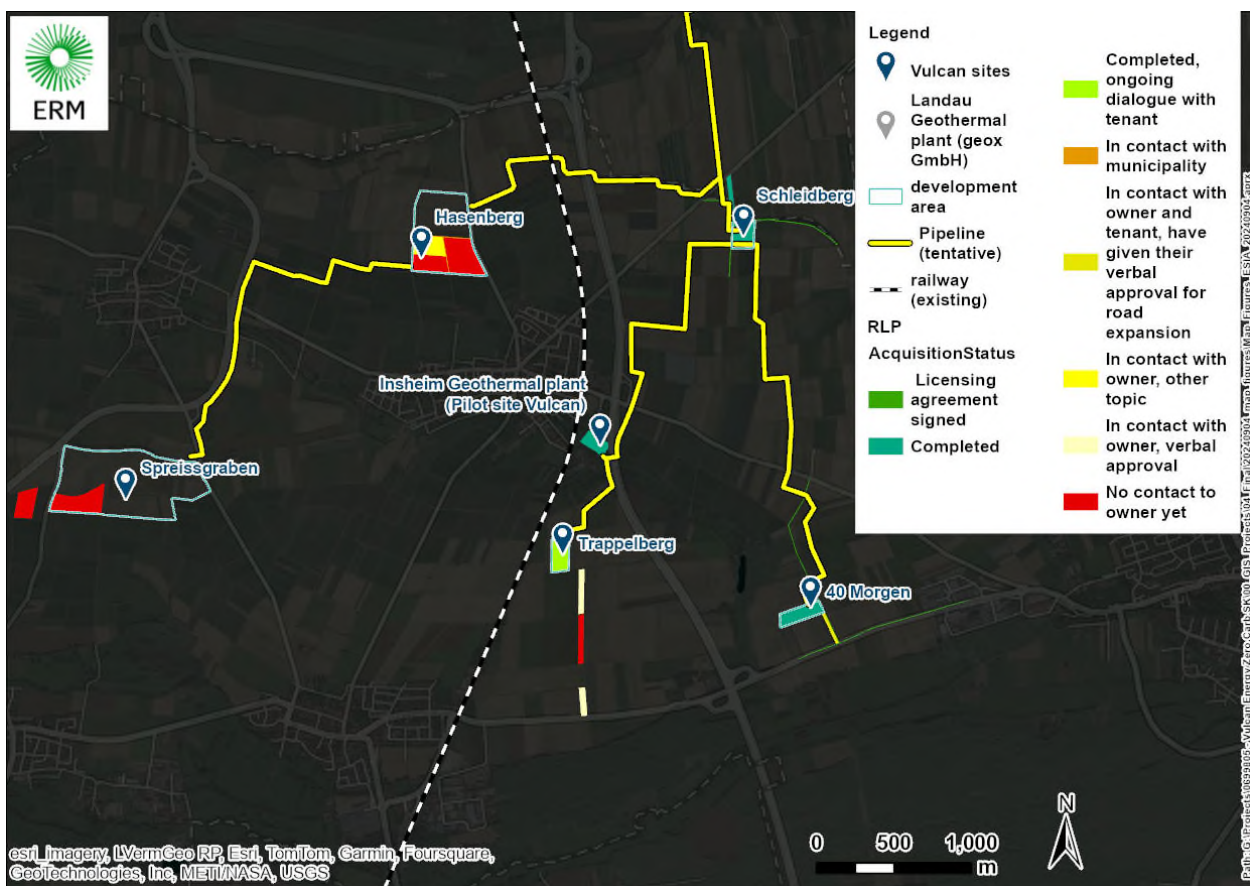 ERM
Hasenberg
Schleidberg
Insheim Geothermal plant
(Pilot site Vulcan)
Spreissgraben
Trappelberg
40 Morgen
Legend
Vulcan sites
Landau
Geothermal
plant (geox
GmbH)
development
area
Pipeline
(tentative)
railway
(existing)
RLP
AcquisitionStatus
Licensing
agreement
signed
Completed
Completed,
ongoing
dialogue with
tenant
In contact with
municipality
In contact with
owner and
tenant, have
given their
verbal
approval for
road
expansion
In contact with
owner, other
topic
In contact with
owner, verbal
approval
No contact to
owner yet
N
0 500 1,000
m
esri_imagery, LVermGeo RP, Esri, TomTom, Garmin, Foursquare,
GeoTechnologies, Inc, METI/NASA, USGS